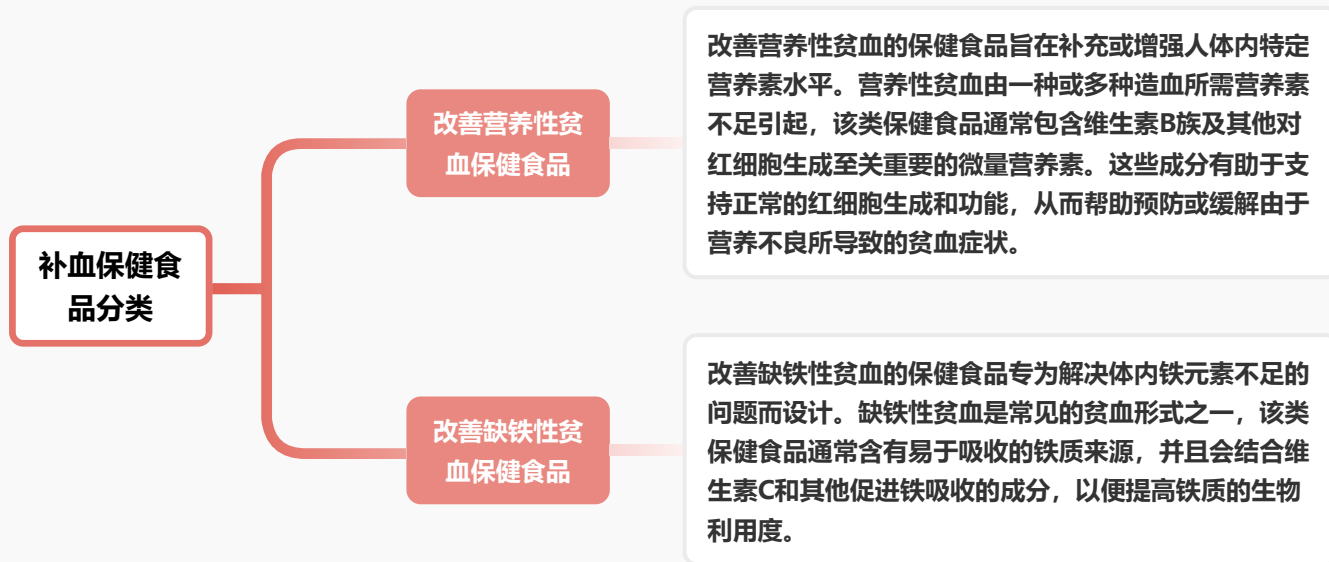 补血保健食
品分类
改善营养性贫
血保健食品
改善营养性贫血的保健食品旨在补充或增强人体内特定
营养素水平。营养性贫血由一种或多种造血所需营养素
不足引起，该类保健食品通常包含维生素B族及其他对
红细胞生成至关重要的微量营养素。这些成分有助于支
持正常的红细胞生成和功能，从而帮助预防或缓解由于
营养不良所导致的贫血症状。
改善缺铁性贫
血保健食品
改善缺铁性贫血的保健食品专为解决体内铁元素不足的
问题而设计。缺铁性贫血是常见的贫血形式之一，该类
保健食品通常含有易于吸收的铁质来源，并且会结合维
生素C和其他促进铁吸收的成分，以便提高铁质的生物
利用度。